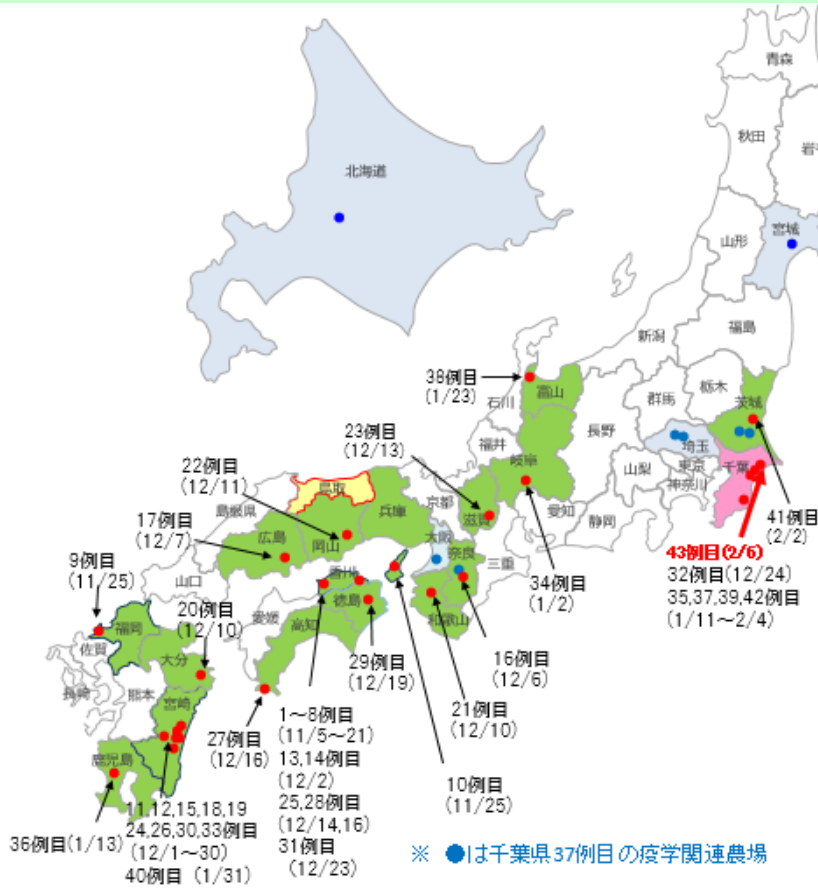 青森
秋田
岩手
北海道
宮城
山形
福島
新潟
38例目
(1/23)
富山
石川
栃木
群馬
茨城
23例目
(12/13)
福井
長野
埼玉
22例目
(12/11)
岐阜
山梨
東京
千葉
神奈川
鳥取
京都
兵庫
島根県
滋賀
愛知
静岡
41例目
(2/2)
17例目
(12/7)
広島
岡山
大阪
奈良
三重
43例目(2/6)
32例目(12/24)
35,37,39,42例目
(1/11～2/4)
34例目
(1/2)
9例目
(11/25)
山口
香川
徳島
和歌山
愛媛
高知
20例目
(12/10)
福岡
佐賀
大分
長崎
熊本
宮崎
鹿児島
29例目
(12/19)
16例目
(12/6)
21例目
(12/10)
27例目
(12/16)
1～8例目
(11/5～21)
13,14例目
(12/2)
25,28例目
(12/14,16)
31例目
(12/23)
10例目
(11/25)
11,12,15,18,19
24,26,30,33例目
(12/1～30)
40例目 (1/31)
36例目(1/13)
※ ●は千葉県37例目の疫学関連農場